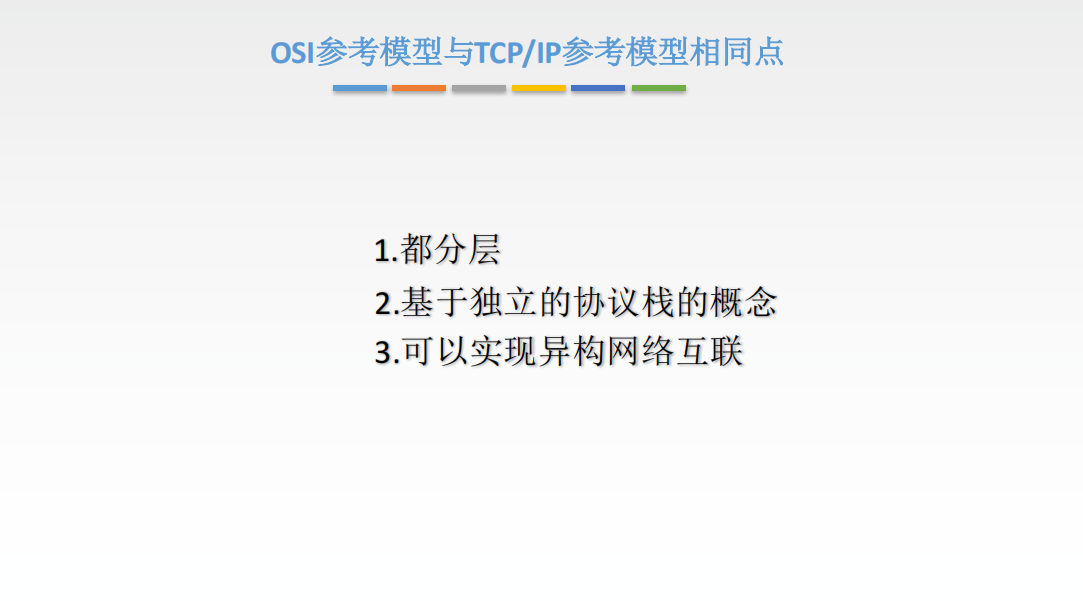 OSI参考模型与TCP/IP参考模型相同点
1.都分层
2.基于独立的协议栈的概念
3.可以实现异构网络互联